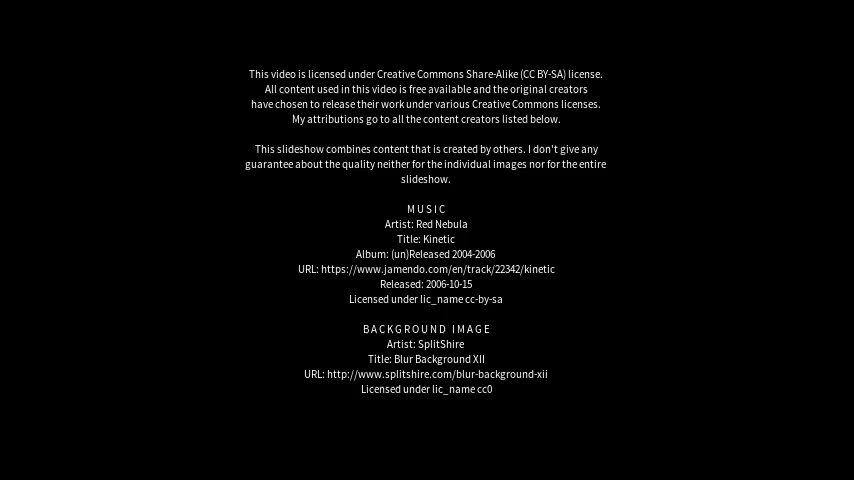 This video is licensed under Creative Commons Share-Alike (CC BY-SA) license.
All content used in this video is free available and the original creators
have chosen to release their work under various Creative Commons licenses.
My attributions go to all the content creators listed below.
This slideshow combines content that is created by others. I don't give any
guarantee about the quality neither for the individual images nor for the entire
slideshow.
MUSIC
Artist: Red Nebula
Title: Kinetic
Album: (un)Released 2004-2006
URL: https://www.jamendo.com/en/track/22342/kinetic
Released: 2006-10-15
Licensed under lic_name cc-by-sa
BACKGROUND IMAGE
Artist: SplitShire
Title: Blur Background XII
URL: http://www.splitshire.com/blur-background-xii
Licensed under lic_name cc0